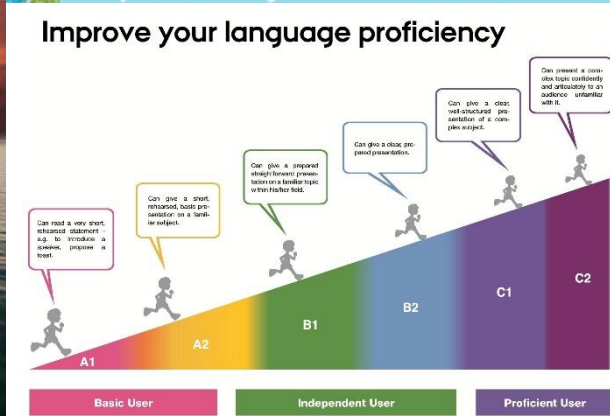 Improve your language proficiency
Can read a very short,
rehearsed statement -
e.g. to introduce a
speaker, propose a
toast.
Can give a short,
rehearsed, basic pre-
sentation on a famil-
iar subject.
Can give a prepared
straight forward presen-
tation on a familiar topic
within his/her field.
Can give a clear, pre-
pared presentation.
Can give a clear,
well-structured pre-
sentation of a com-
plex subject.
Can present a com-
plex topic confidently
and articulately to an
audience unfamiliar
with it.
A1
A2
B1
B2
C1
C2
Basic User
Independent User
Proficient User